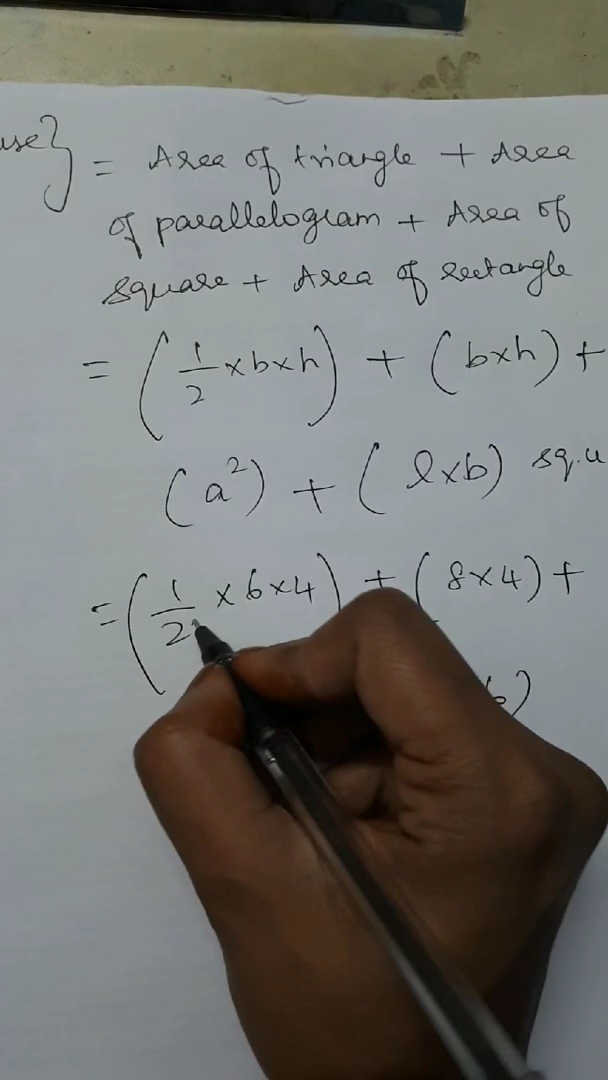 = Area of triangle + Area
of parallelogram + Area of
square + Area of rectangle
= (1/2 × b × h) + (b×h) +
(a²) + (l×b) sq.u
= (1/2 × 6 × 4) + (8×4) +
6)